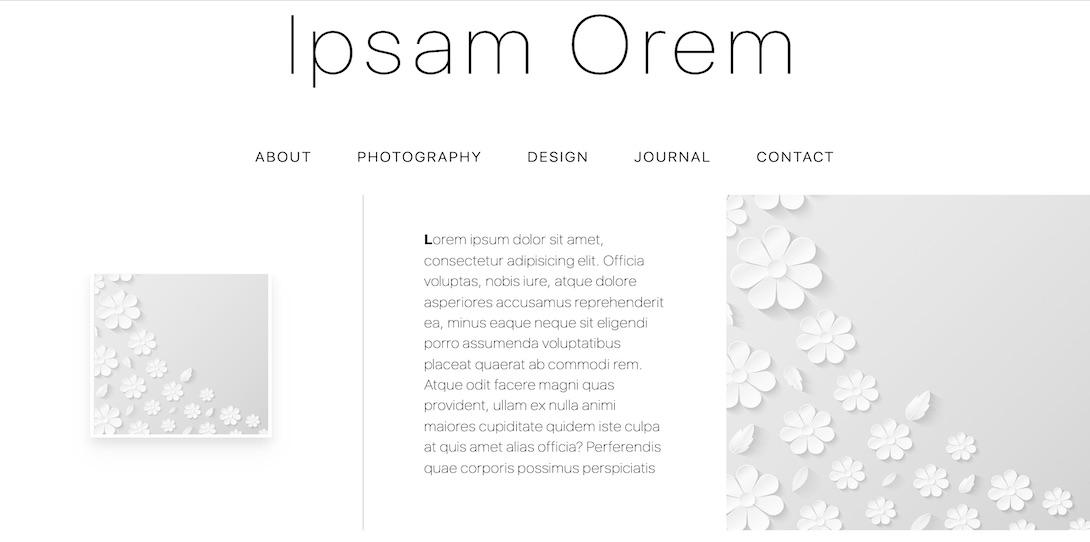 Ipsam Orem
ABOUT PHOTOGRAPHY DESIGN JOURNAL CONTACT
Lorem ipsum dolor sit amet,
consectetur adipisicing elit. Officia
voluptas, nobis iure, atque dolore
asperiores accusamus reprehenderit
ea, minus eaque neque sit eligendi
porro assumenda voluptatibus
placeat quaerat ab commodi rem.
Atque odit facere magni quas
provident, ullam ex nulla animi
maiores cupiditate quidem iste culpa
at quis amet alias officia? Perferendis
quae corporis possimus perspiciatis